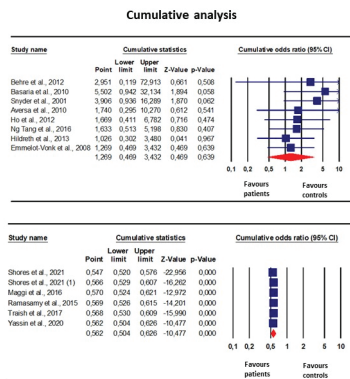 Cumulative analysis
Study name Cumulative statistics Cumulative odds ratio (95% CI)
Lower Upper
Point limit limit Z-Value p-Value
Behre et al., 2012 2,951 0,119 72,913 0,661 0,508
Basaria et al., 2010 5,502 0,942 32,134 1,894 0,058
Snyder et al., 2001 3,906 0,936 16,289 1,870 0,062
Aversa et al., 2010 1,740 0,295 10,270 0,612 0,541
Ho et al., 2012 1,669 0,411 6,782 0,716 0,474
Ng Tang et al., 2016 1,633 0,513 5,198 0,830 0,407
Hildreth et al., 2013 1,026 0,302 3,480 0,041 0,967
Emmelot-Vonk et al., 2008 1,269 0,469 3,432 0,469 0,639
1,269 0,469 3,432 0,469 0,639
0,1 0,2 0,5 1 2 5 10
Favours patients Favours controls
Study name Cumulative statistics Cumulative odds ratio (95% CI)
Lower Upper
Point limit limit Z-Value p-Value
Shores et al., 2021 0,547 0,520 0,576 -22,956 0,000
Shores et al., 2021 (1) 0,566 0,529 0,607 -16,262 0,000
Maggi et al., 2016 0,570 0,524 0,621 -12,972 0,000
Ramasamy et al., 2015 0,569 0,526 0,615 -14,201 0,000
Traish et al., 2017 0,568 0,530 0,609 -15,990 0,000
Yassin et al., 2020 0,562 0,504 0,626 -10,477 0,000
0,562 0,504 0,626 -10,477 0,000
0,1 0,2 0,5 1 2 5 10
Favours patients Favours controls